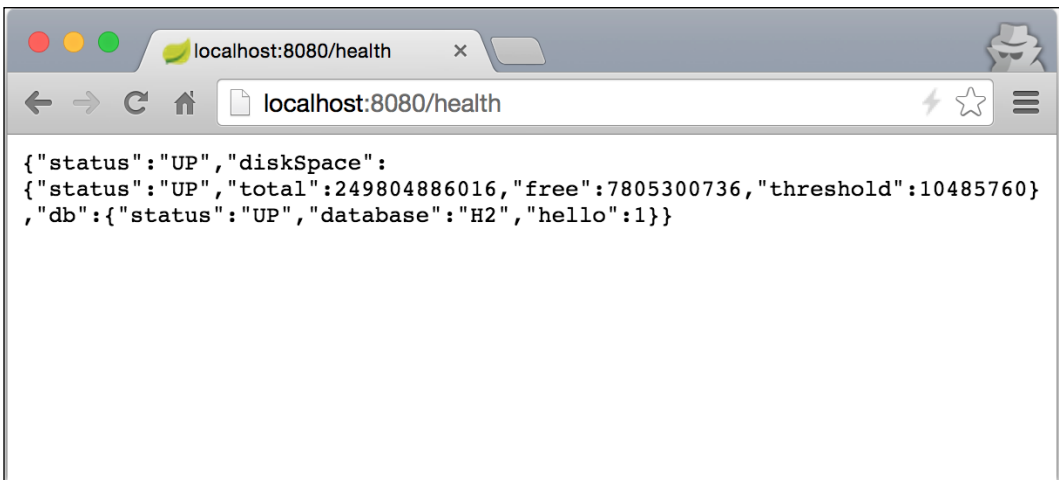 localhost:8080/health
localhost:8080/health
{"status":"UP","diskSpace":
{"status":"UP","total":249804886016,"free":7805300736,"threshold":10485760}
,"db":{"status":"UP","database":"H2","hello":1}}